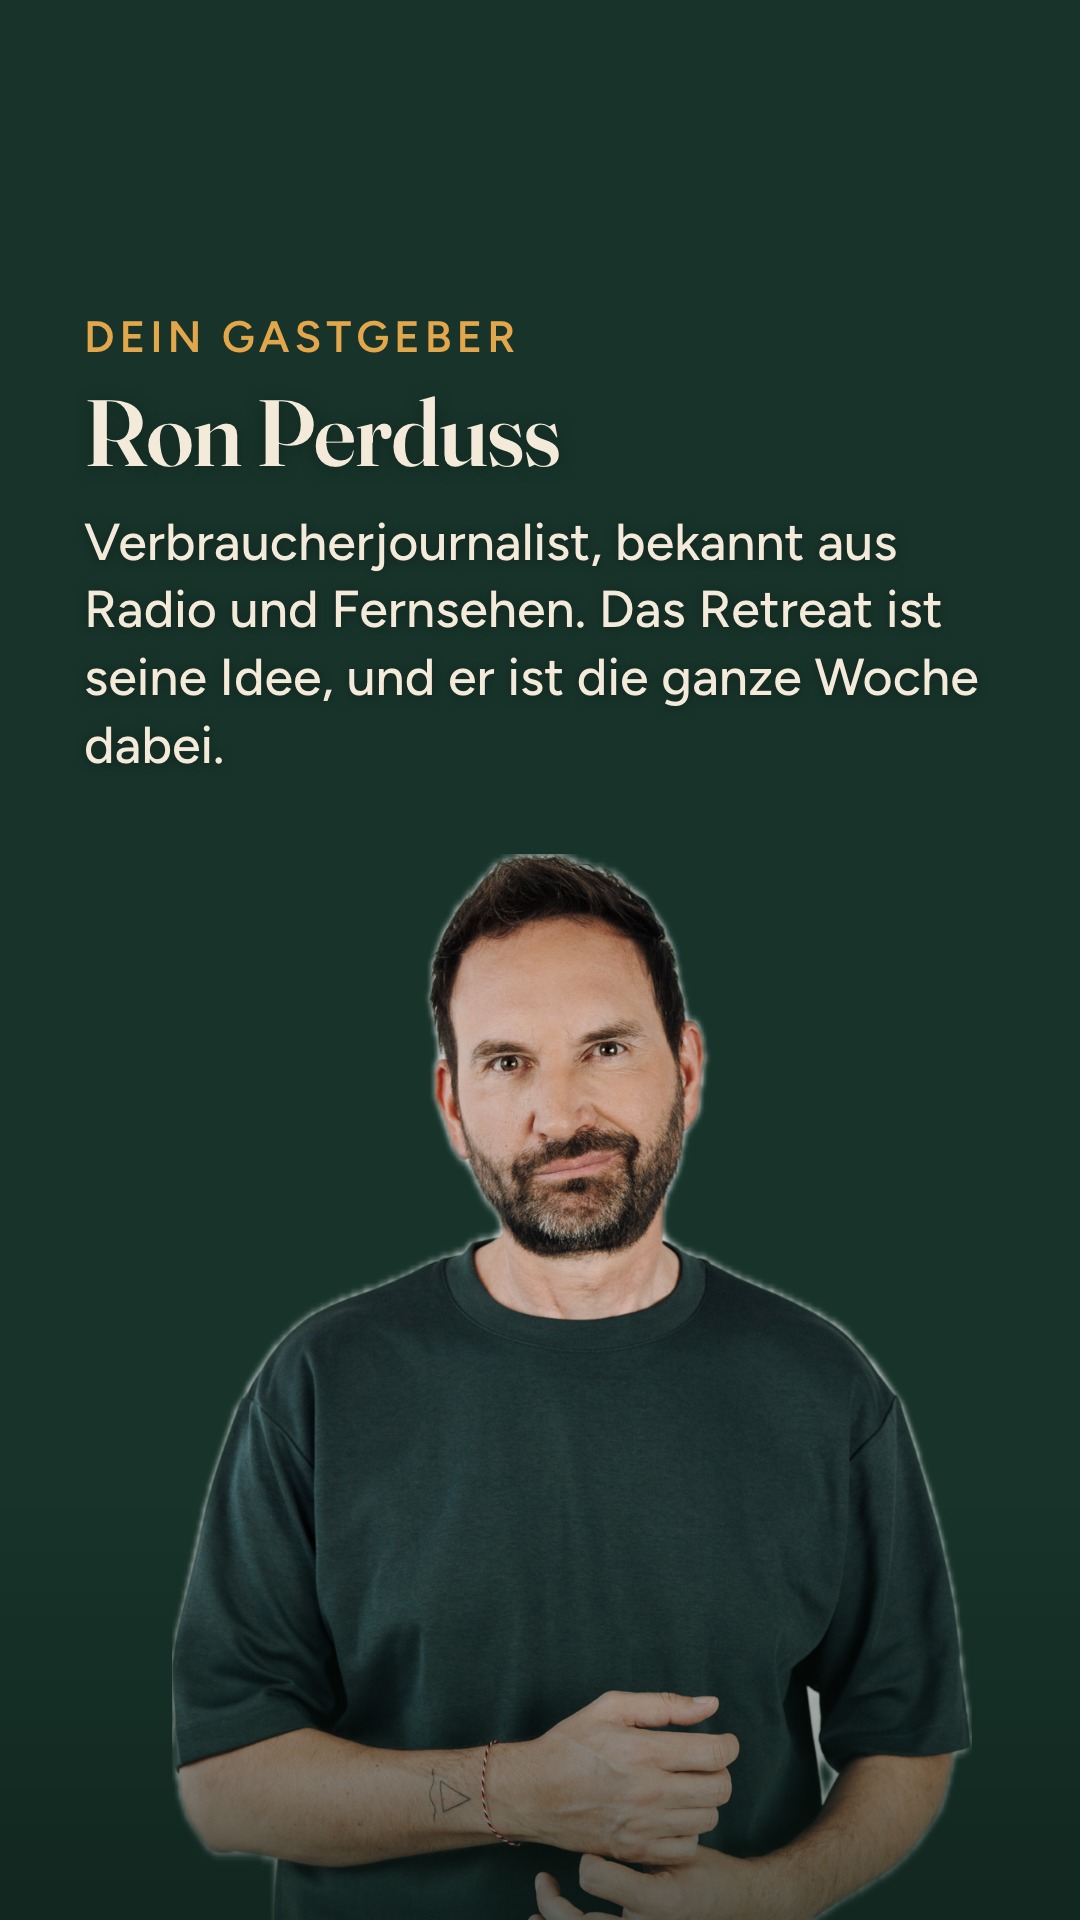 DEIN GASTGEBER
Ron Perduss
Verbraucherjournalist, bekannt aus
Radio und Fernsehen. Das Retreat ist
seine Idee, und er ist die ganze Woche
dabei.